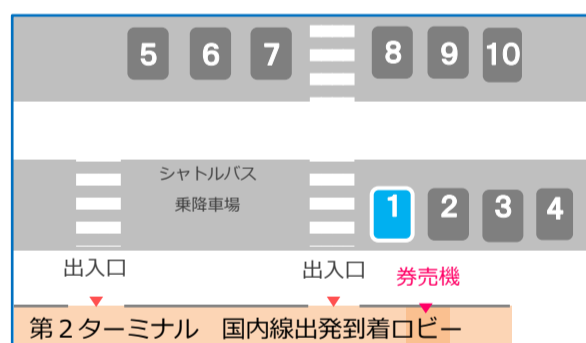 5 6 7 8 9 10
シャトルバス
乗降車場
1 2 3 4
出入口 出入口 券売機
第2ターミナル 国内線出発到着ロビー